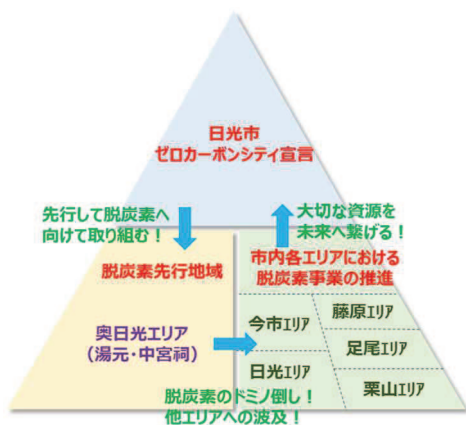 日光市
ゼロカーボンシティ宣言
先行して脱炭素へ
向けて取り組む！
大切な資源を
未来へ繋げる！
脱炭素先行地域
市内各エリアにおける
脱炭素事業の推進
奥日光エリア
（湯元・中宮祠）
今市エリア
藤原エリア
足尾エリア
日光エリア
栗山エリア
脱炭素のドミノ倒し！
他エリアへの波及！